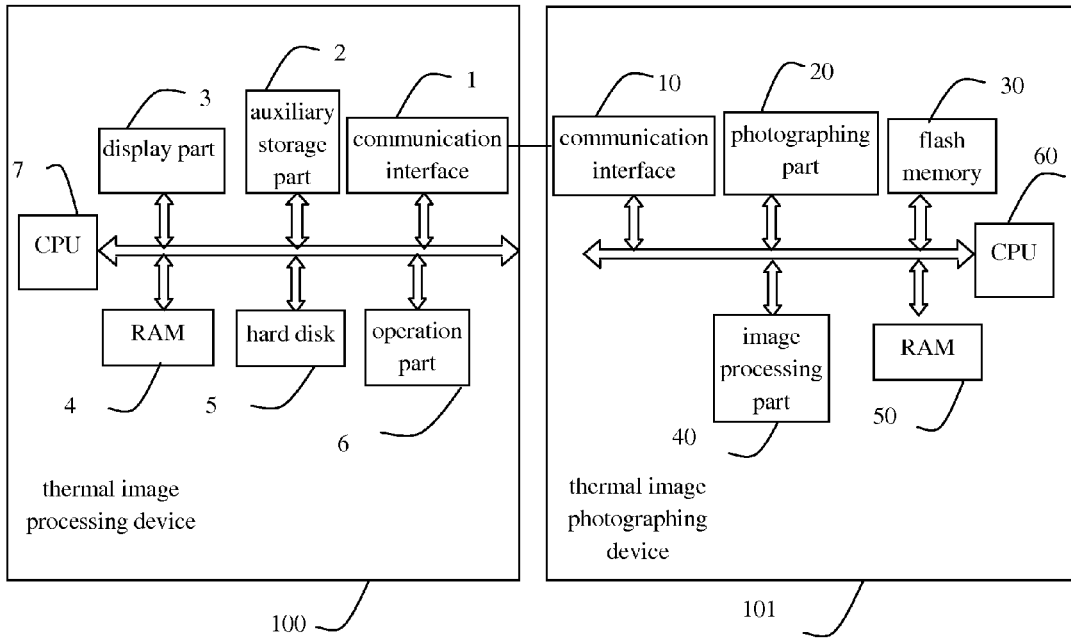 2
1
3
auxiliary
storage
part
communication
interface
display part
7
CPU
RAM
hard disk
operation
part
4
5
6
thermal image
processing device
100
10
20
30
communication
interface
photographing
part
flash
memory
60
CPU
image
processing
part
RAM
40
50
thermal image
photographing
device
101